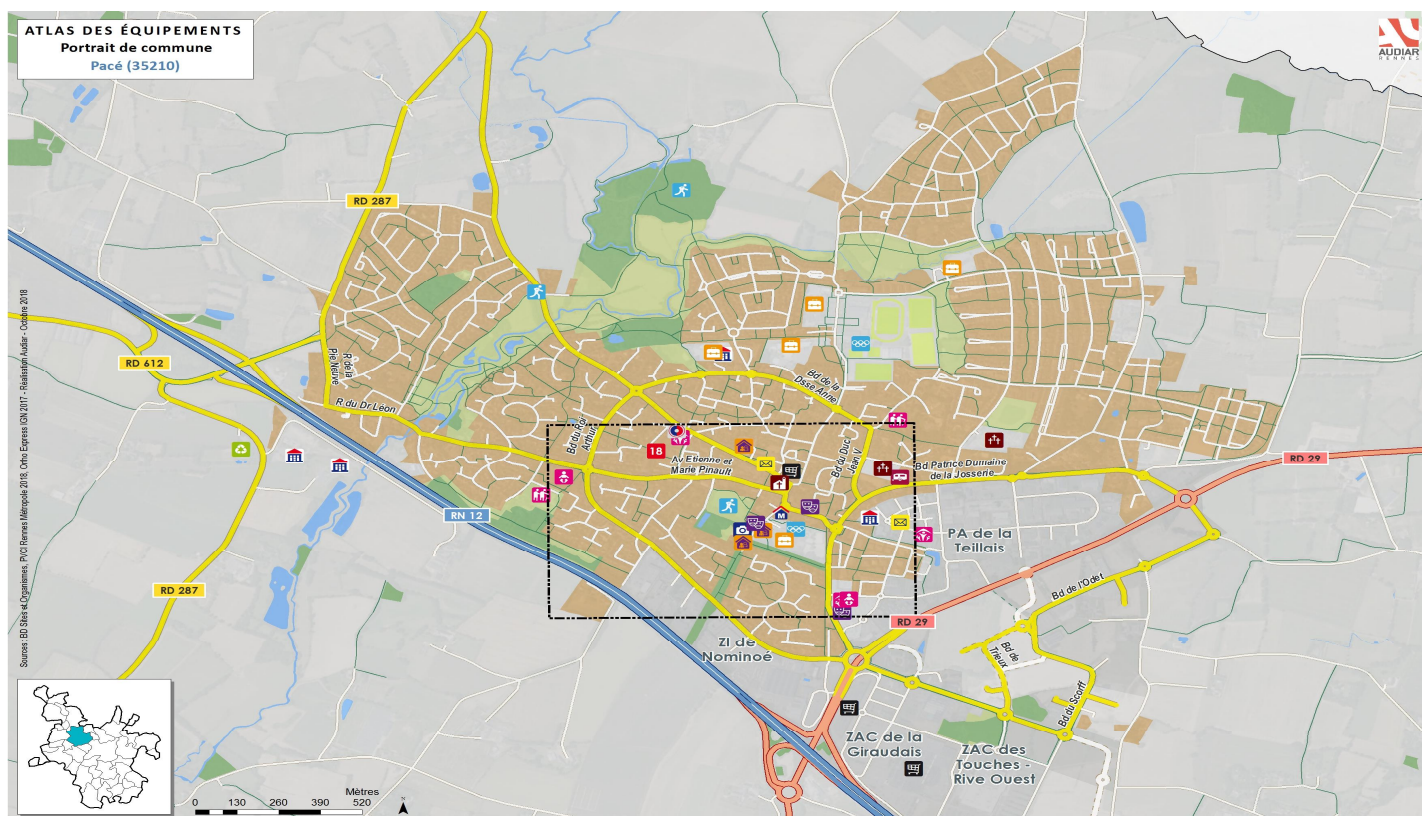 ATLAS DES ÉQUIPEMENTS
Portrait de commune
Pacé (35210)
AUDIAR
RENNES
RD 287
RD 612
R de la
Pie Neuve
R du Dr Léon
Bd du Roi
Arthur
18
Av Etienne et
Marie Pinault
Bd de la
Dsse Anne
Bd du Duc
Jean V
Bd Patrice Dumaine
de la Josserie
RD 29
RN 12
M
PA de la
Teillais
RD 287
Bd de l'Odet
RD 29
ZI de
Nominoé
Bd de
Trieux
Bd du Scorff
ZAC de la
Giraudais
ZAC des
Touches -
Rive Ouest
Mètres
0 130 260 390 520
N
Sources : BD Sites et Organismes, PVCI Rennes Métropole 2018, Ortho Express IGN 2017 - Réalisation Audiar - Octobre 2018